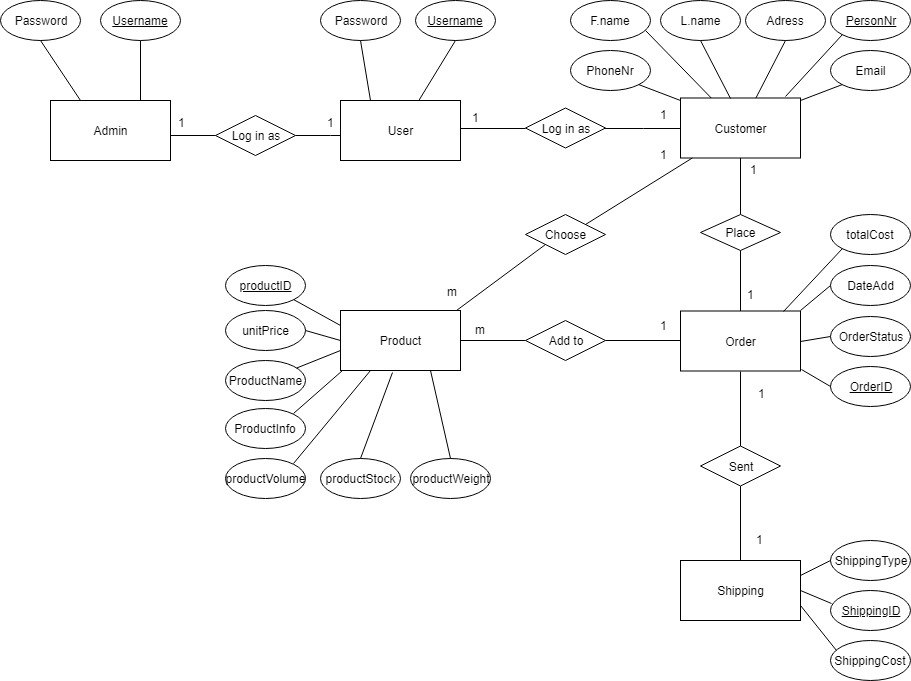 Password
Username
Password
Username
F.name
L.name
Adress
PersonNr
PhoneNr
Email
Admin
1
Log in as
1
User
1
Log in as
1
Customer
1
1
Choose
Place
totalCost
productID
m
1
DateAdd
unitPrice
Product
m
Add to
1
Order
OrderStatus
ProductName
OrderID
1
ProductInfo
Sent
productVolume
productStock
productWeight
1
ShippingType
Shipping
ShippingID
ShippingCost